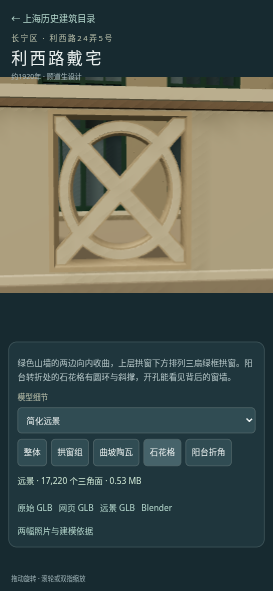 ← 上海历史建筑目录
长宁区 · 利西路24弄5号
利西路戴宅
约1920年 · 顾道生设计
绿色山墙的两边向内收曲，上层拱窗下方排列三扇绿框拱窗。阳
台转折处的石花格有圆环与斜撑，开孔能看见背后的窗墙。
模型细节
简化远景
整体 拱窗组 曲坡陶瓦 石花格 阳台折角
远景 · 17,220 个三角面 · 0.53 MB
原始 GLB 网页 GLB 远景 GLB Blender
两幅照片与建模依据
拖动旋转 · 滚轮或双指缩放